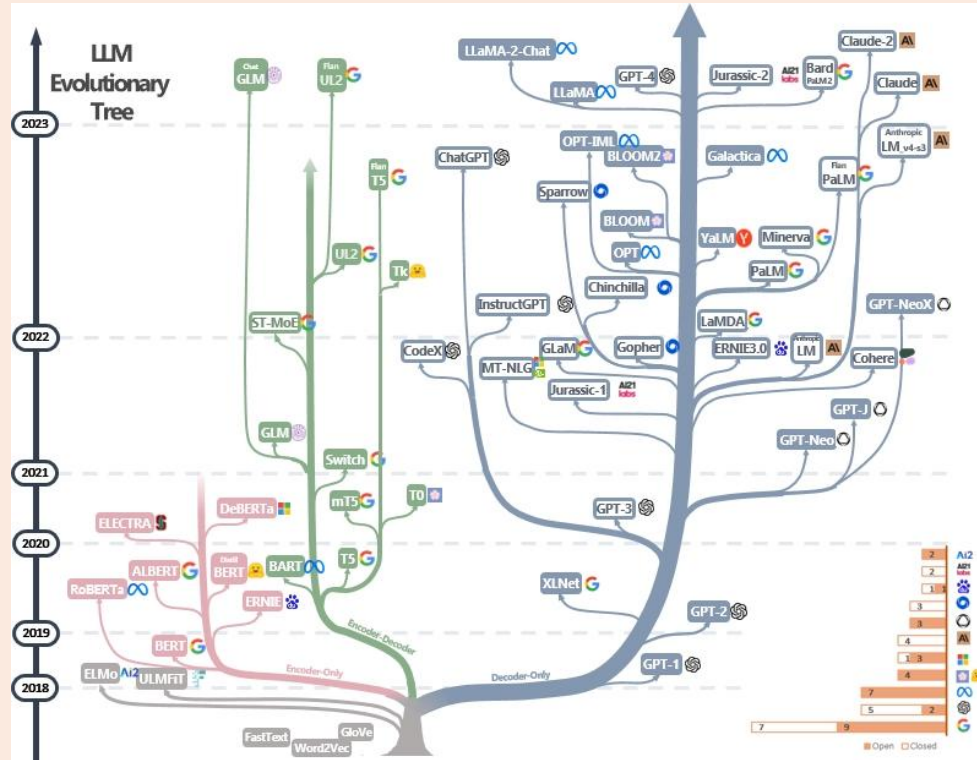 LLM
Evolutionary
Tree
2023
2022
2021
2020
2019
2018
Chat
GLM
Flan
UL2
LLaMA-2-Chat
GPT-4
LLaMA
Jurassic-2
AI21
labs
Bard
PaLM2
Claude-2
A\
Claude
A\
Anthropic
LM_v4-s3
A\
ChatGPT
OPT-IML
BLOOM2
Galactica
Flan
T5
Flan
PaLM
Sparrow
BLOOM
OPT
YaLM
Y
Minerva
UL2
Tk
PaLM
Chinchilla
InstructGPT
GPT-NeoX
ST-MoE
LaMDA
CodeX
GLaM
Gopher
ERNIE3.0
Anthropic
LM
A\
Cohere
MT-NLG
Jurassic-1
AI21
labs
GPT-J
GLM
GPT-Neo
Switch
mT5
T0
GPT-3
ELECTRA
S
DeBERTa
ALBERT
Distil
BERT
BART
T5
RoBERTa
ERNIE
XLNet
GPT-2
BERT
Encoder-Decoder
Encoder-Only
Decoder-Only
GPT-1
ELMo
Ai2
ULMFiT
FastText
Word2Vec
GloVe
2 Ai2
2 AI21 labs
1 1
3
3
4 A\
1 3
4
7
5 2
7 9
Open Closed